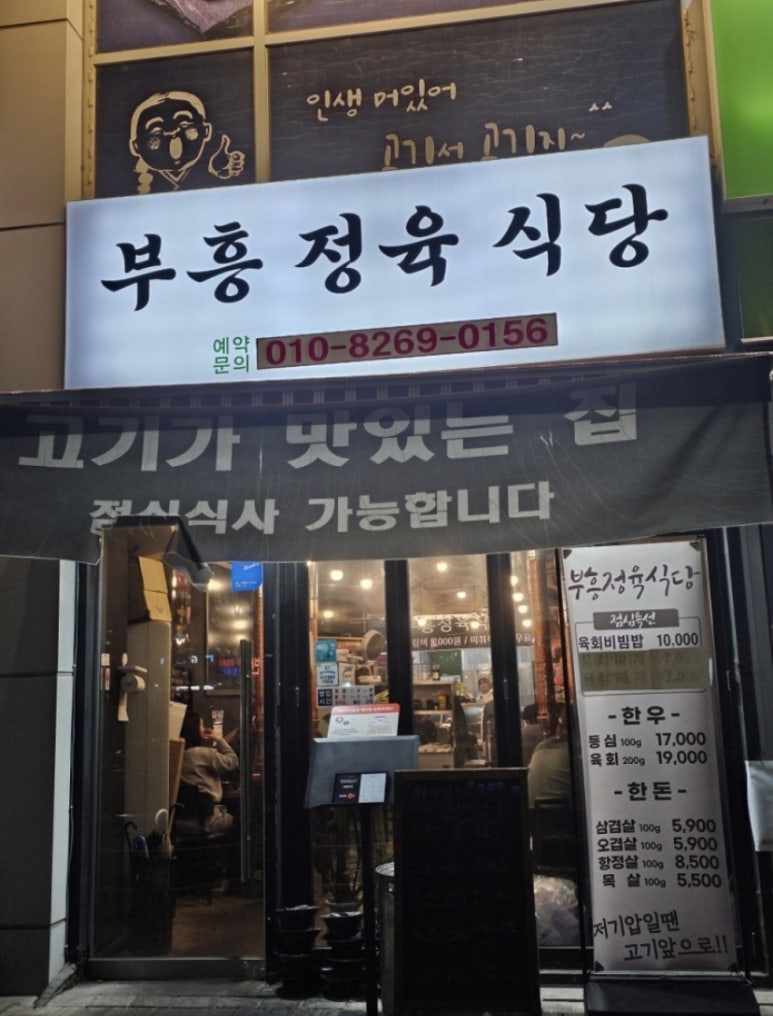 인생 머있어
고기서 고기지~^^
부흥 정육 식당
예약
문의 010-8269-0156
고기가 맛있는 집
점심식사 가능합니다
부흥정육식당
점심특선
육회비빔밥 10,000
- 한우 -
등심 100g 17,000
육회 200g 19,000
- 한돈 -
삼겹살 100g 5,900
오겹살 100g 5,900
항정살 100g 8,500
목 살 100g 5,500
저기압일땐
고기앞으로!!